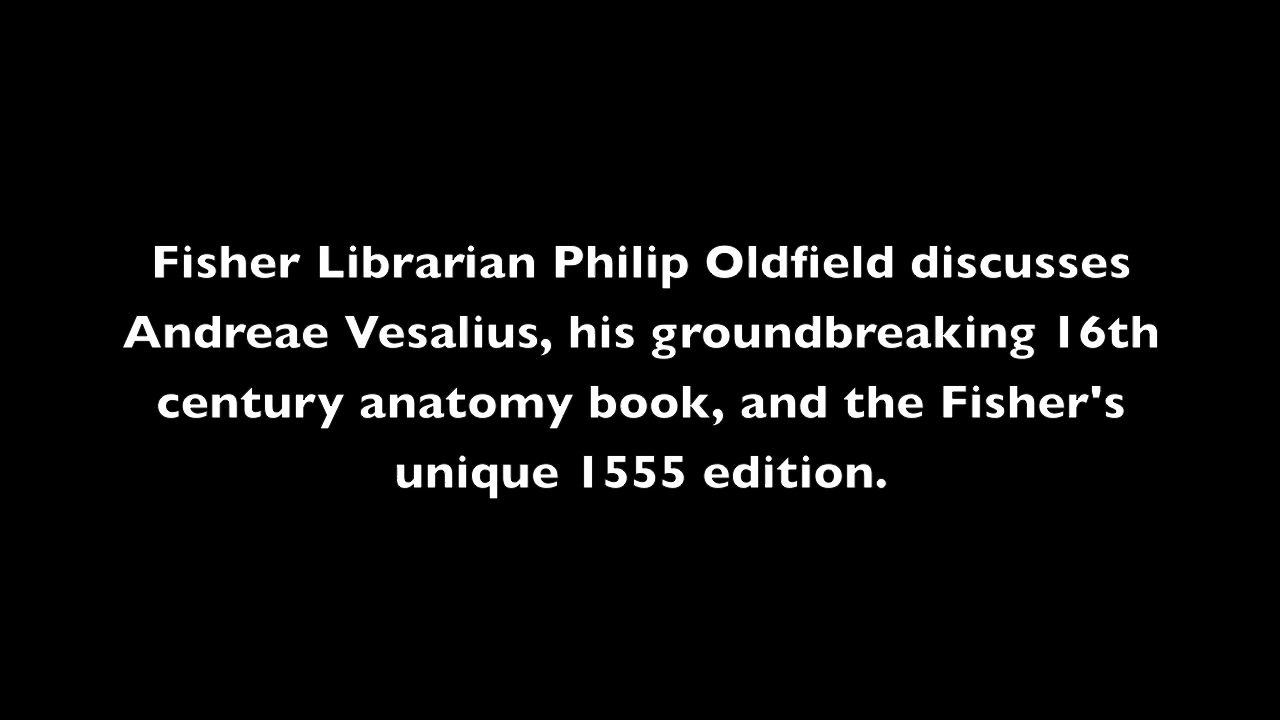 Fisher Librarian Philip Oldfield discusses
Andreae Vesalius, his groundbreaking 16th
century anatomy book, and the Fisher's
unique 1555 edition.